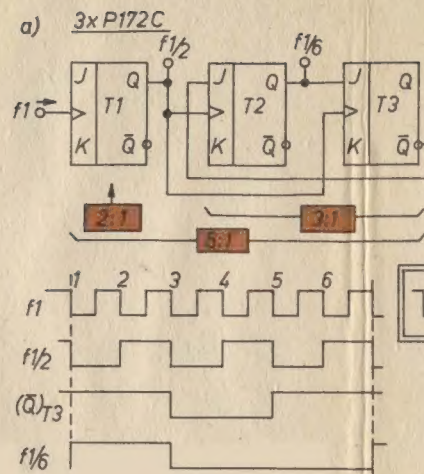 a) 3x P172C
f1/2 f1/6
J Q J Q J
f1 T1 T2 T3
K Q̄ K Q̄ K Q̄
2:1 3:1
5:1
1 2 3 4 5 6
f1
f1/2
(Q̄)T3
f1/6